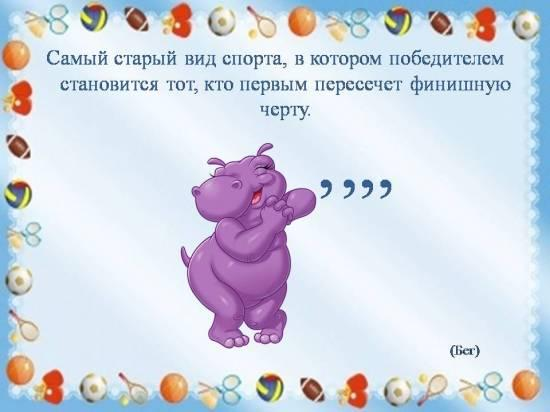 Самый старый вид спорта, в котором победителем
становится тот, кто первым пересечет финишную
черту.
,,,,
(Бег)